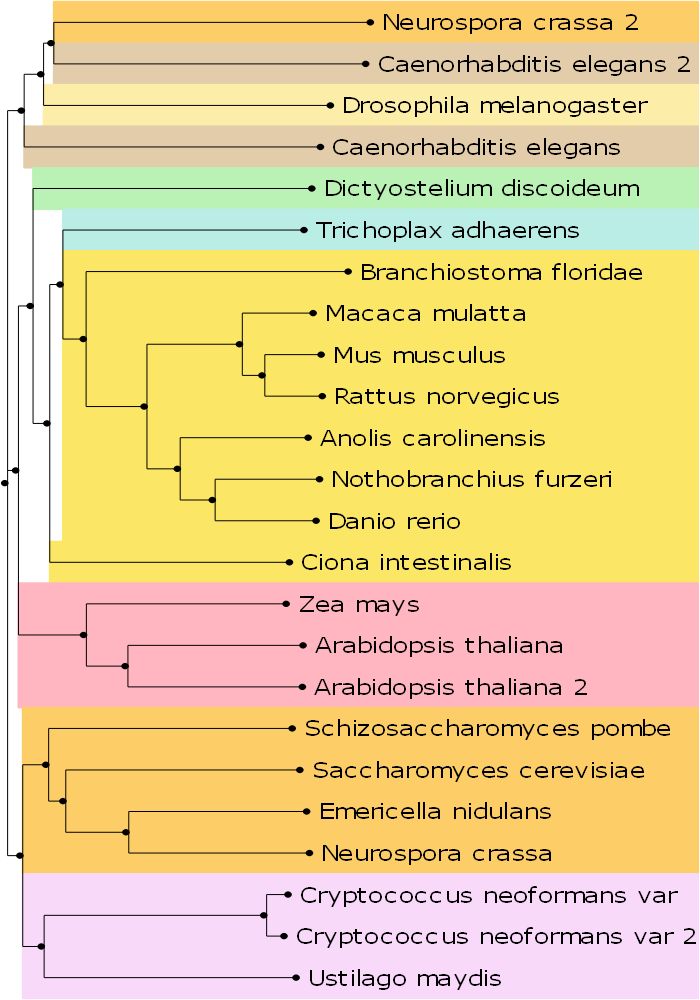 Neurospora crassa 2
Caenorhabditis elegans 2
Drosophila melanogaster
Caenorhabditis elegans
Dictyostelium discoideum
Trichoplax adhaerens
Branchiostoma floridae
Macaca mulatta
Mus musculus
Rattus norvegicus
Anolis carolinensis
Nothobranchius furzeri
Danio rerio
Ciona intestinalis
Zea mays
Arabidopsis thaliana
Arabidopsis thaliana 2
Schizosaccharomyces pombe
Saccharomyces cerevisiae
Emericella nidulans
Neurospora crassa
Cryptococcus neoformans var
Cryptococcus neoformans var 2
Ustilago maydis